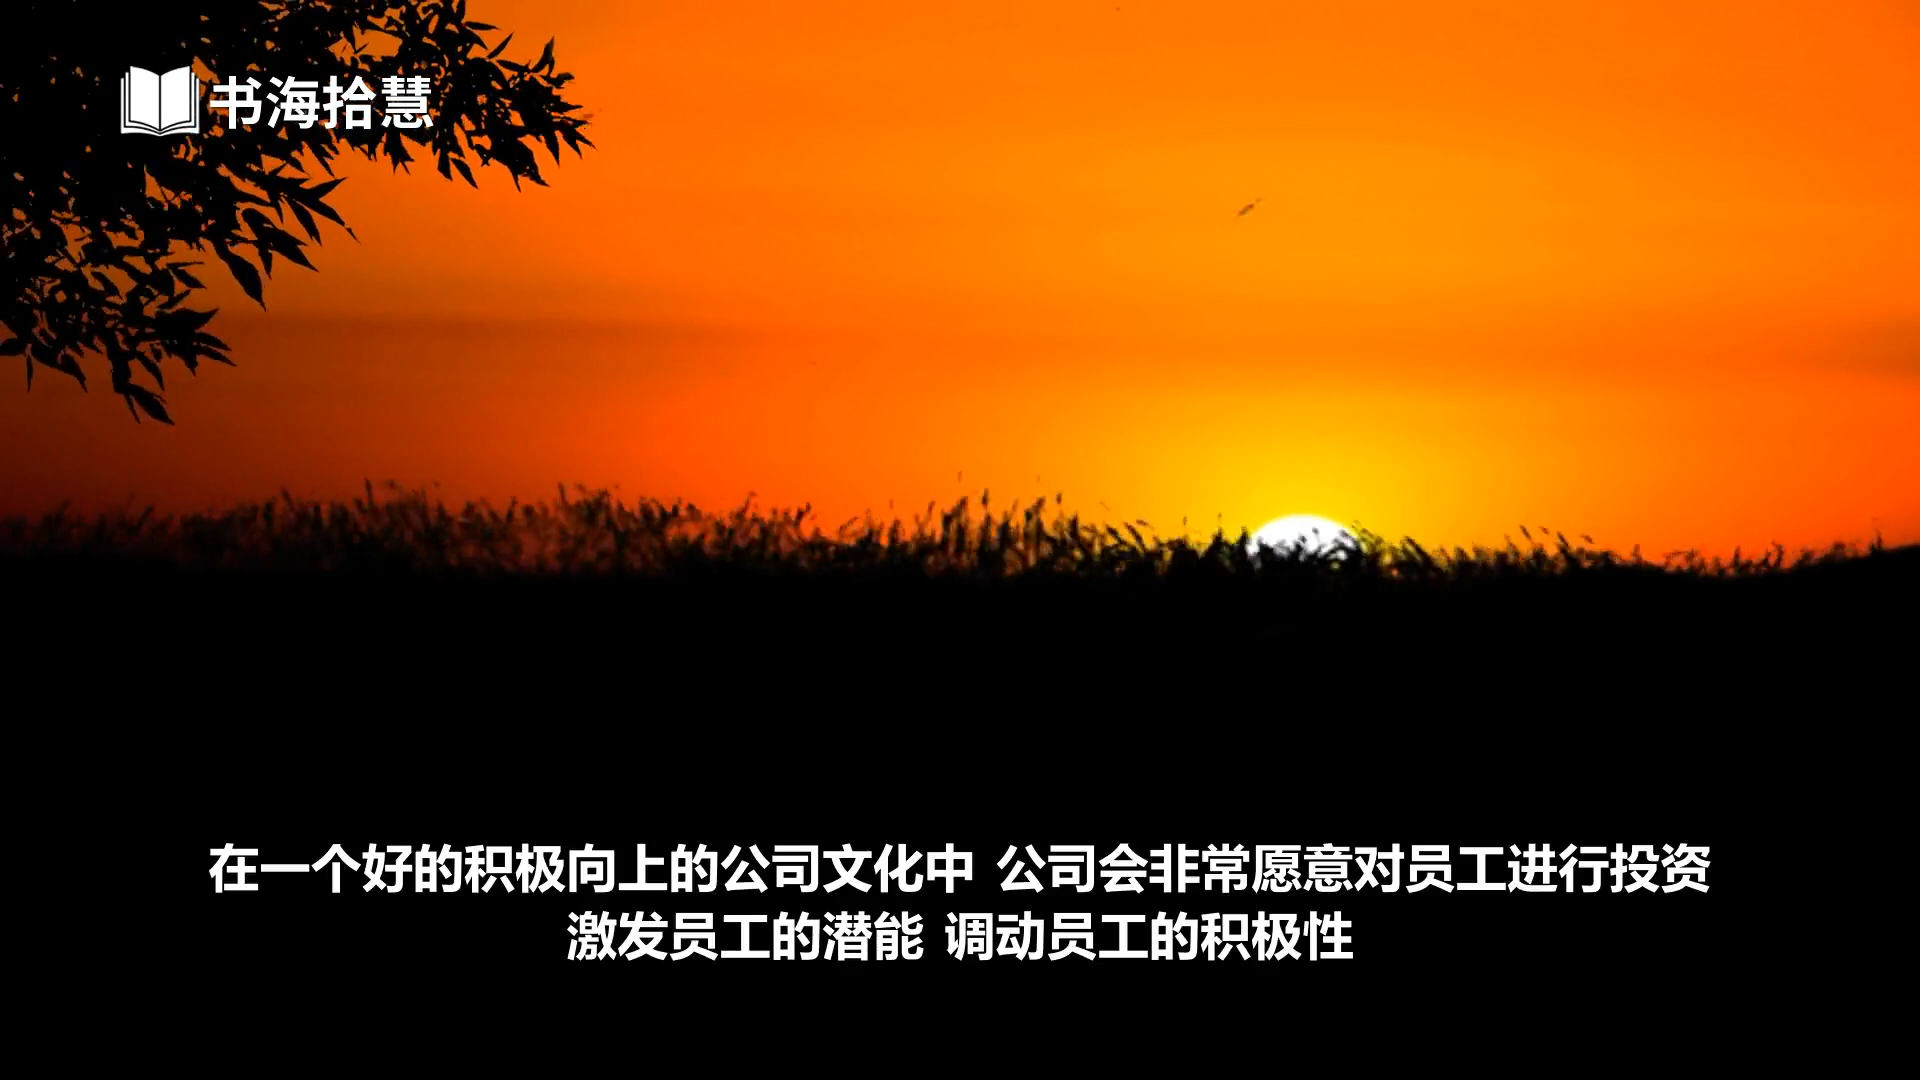 书海拾慧
在一个好的积极向上的公司文化中 公司会非常愿意对员工进行投资
激发员工的潜能 调动员工的积极性